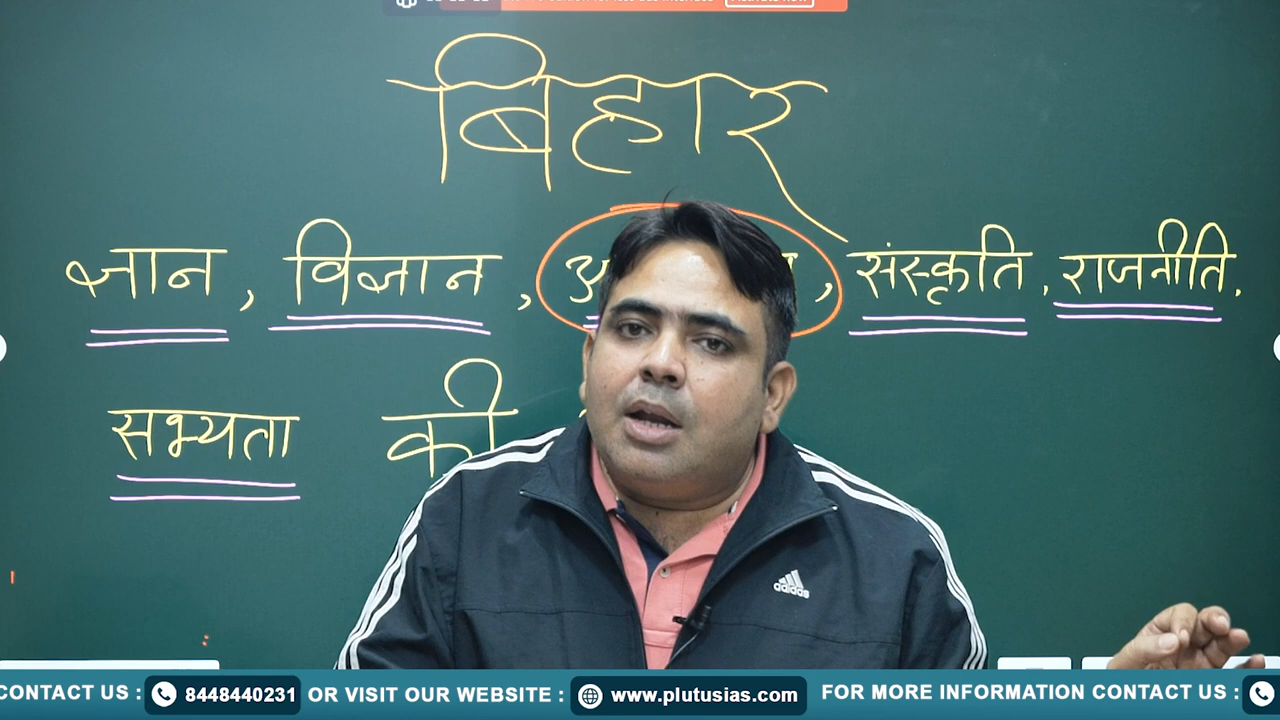 बिहार
ज्ञान, विज्ञान, संस्कृति, राजनीति.
सभ्यता की
adidas
CONTACT US : 8448440231 OR VISIT OUR WEBSITE : www.plutusias.com FOR MORE INFORMATION CONTACT US :